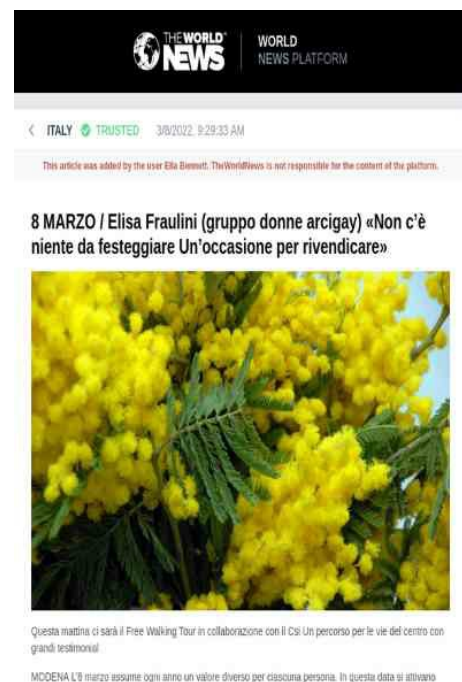 THE WORLD
NEWS
WORLD
NEWS PLATFORM
ITALY TRUSTED 3/8/2022, 9:29:33 AM
This article was added by the user Ella Bennett. TheWorldNews is not responsible for the content of the platform.
8 MARZO / Elisa Fraulini (gruppo donne arcigay) «Non c’è
niente da festeggiare Un’occasione per rivendicare»
Questa mattina ci sarà il Free Walking Tour in collaborazione con il Csi Un percorso per le vie del centro con
grandi testimonial
MODENA L'8 marzo assume ogni anno un valore diverso per ciascuna persona. In questa data si attivano